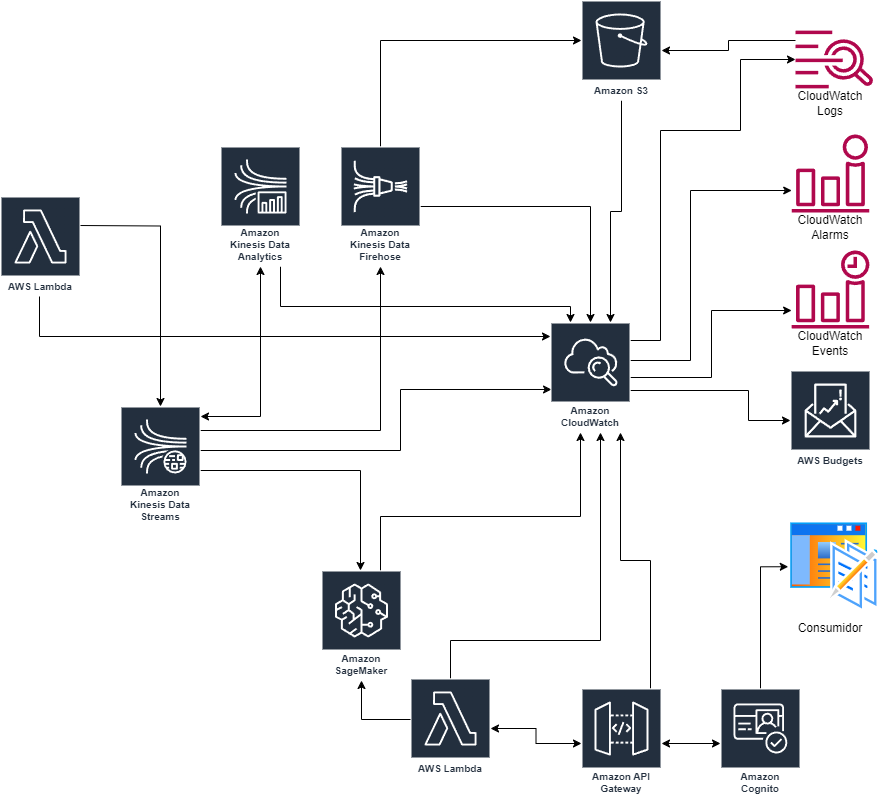 Amazon S3
CloudWatch
Logs
CloudWatch
Alarms
Amazon
Kinesis Data
Analytics
Amazon
Kinesis Data
Firehose
AWS Lambda
CloudWatch
Events
Amazon
CloudWatch
AWS Budgets
Amazon
Kinesis Data
Streams
Consumidor
Amazon
SageMaker
AWS Lambda
Amazon API
Gateway
Amazon
Cognito